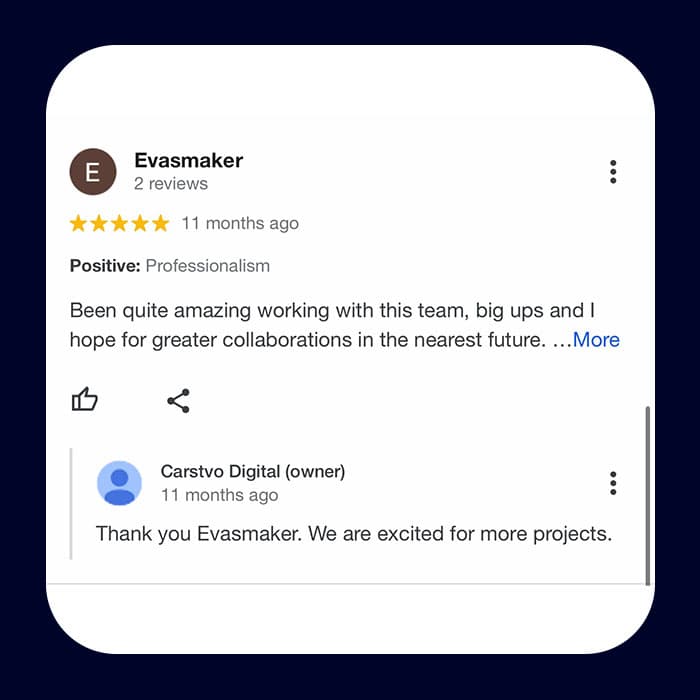 E
Evasmaker
2 reviews
11 months ago
Positive: Professionalism
Been quite amazing working with this team, big ups and I
hope for greater collaborations in the nearest future. …More
Carstvo Digital (owner)
11 months ago
Thank you Evasmaker. We are excited for more projects.